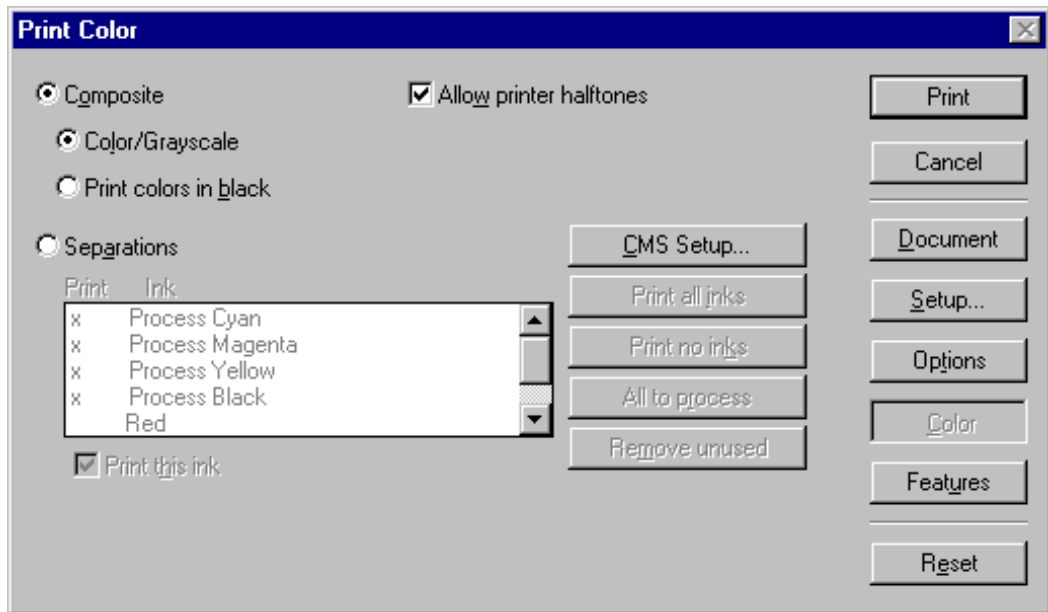 Print Color
Composite
Allow printer halftones
Print
Color/Grayscale
Cancel
Print colors in black
Separations
CMS Setup...
Document
Print Ink
Print all inks
Setup...
x Process Cyan
x Process Magenta
Print no inks
x Process Yellow
Options
x Process Black
All to process
Red
Color
Print this ink
Remove unused
Features
Reset